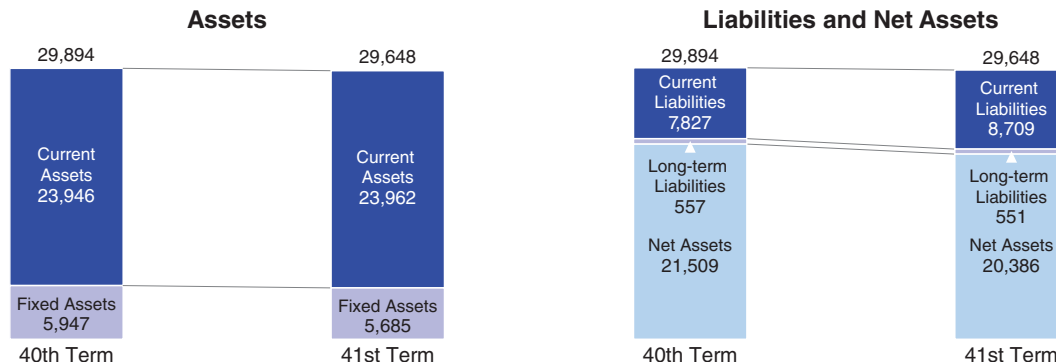 Assets
29,894
29,648
Current
Assets
23,946
Current
Assets
23,962
Fixed Assets
5,947
Fixed Assets
5,685
40th Term
41st Term
Liabilities and Net Assets
29,894
29,648
Current
Liabilities
7,827
Current
Liabilities
8,709
Long-term
Liabilities
557
Long-term
Liabilities
551
Net Assets
21,509
Net Assets
20,386
40th Term
41st Term